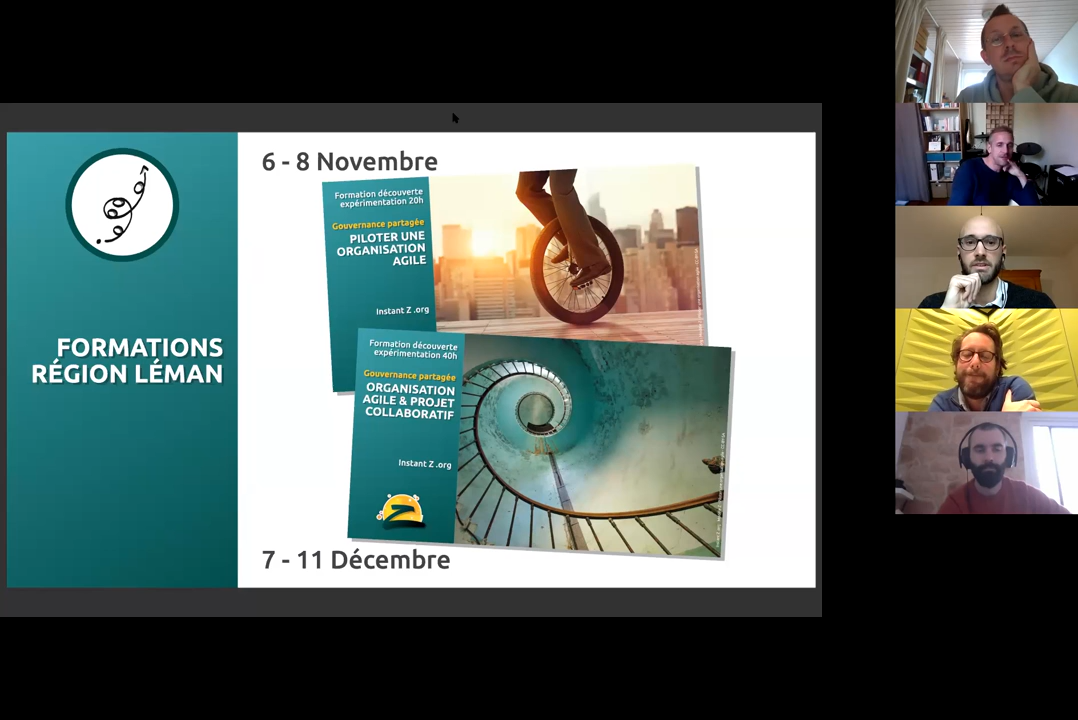 6 - 8 Novembre
Formation découverte
expérimentation 20h
Gouvernance partagée
PILOTER UNE
ORGANISATION
AGILE
Instant Z .org
FORMATIONS
RÉGION LÉMAN
Formation découverte
expérimentation 40h
Gouvernance partagée
ORGANISATION
AGILE & PROJET
COLLABORATIF
Instant Z .org
Z
7 - 11 Décembre